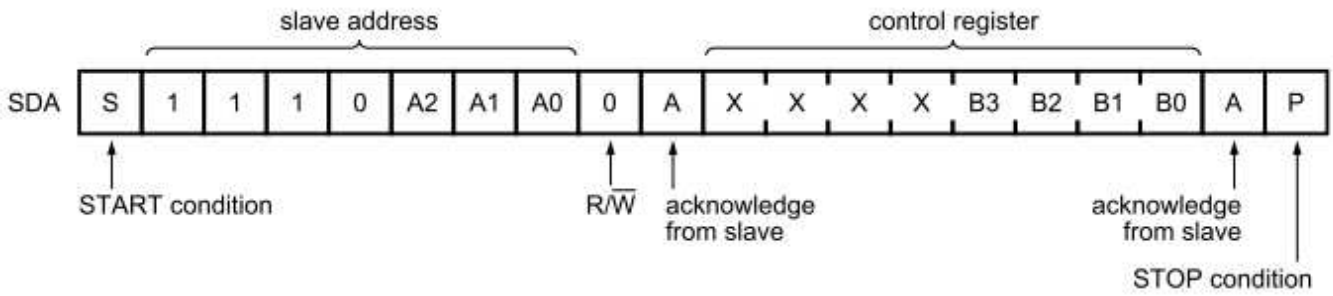 slave address control register
SDA S 1 1 1 0 A2 A1 A0 0 A X X X X B3 B2 B1 B0 A P
START condition R/W̅ acknowledge from slave acknowledge from slave
STOP condition